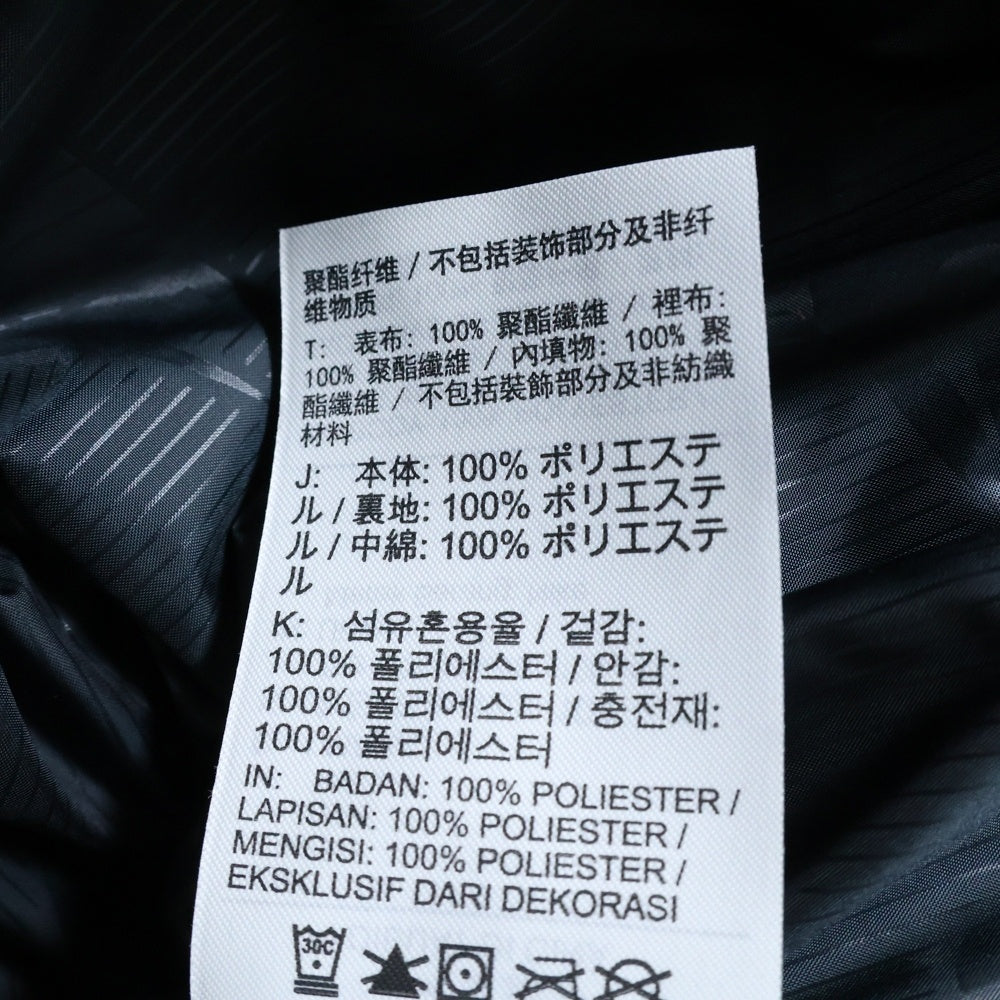 聚酯纤维 / 不包括装饰部分及非纤
维物质
T: 表布: 100% 聚酯纖維 / 裡布:
100% 聚酯纖維 / 內填物: 100% 聚
酯纖維 / 不包括裝飾部分及非紡織
材料
J: 本体: 100% ポリエステ
ル / 裏地: 100% ポリエステ
ル / 中綿: 100% ポリエステ
ル
K: 섬유혼용율 / 겉감:
100% 폴리에스터 / 안감:
100% 폴리에스터 / 충전재:
100% 폴리에스터
IN: BADAN: 100% POLIESTER /
LAPISAN: 100% POLIESTER /
MENGISI: 100% POLIESTER /
EKSKLUSIF DARI DEKORASI
30C